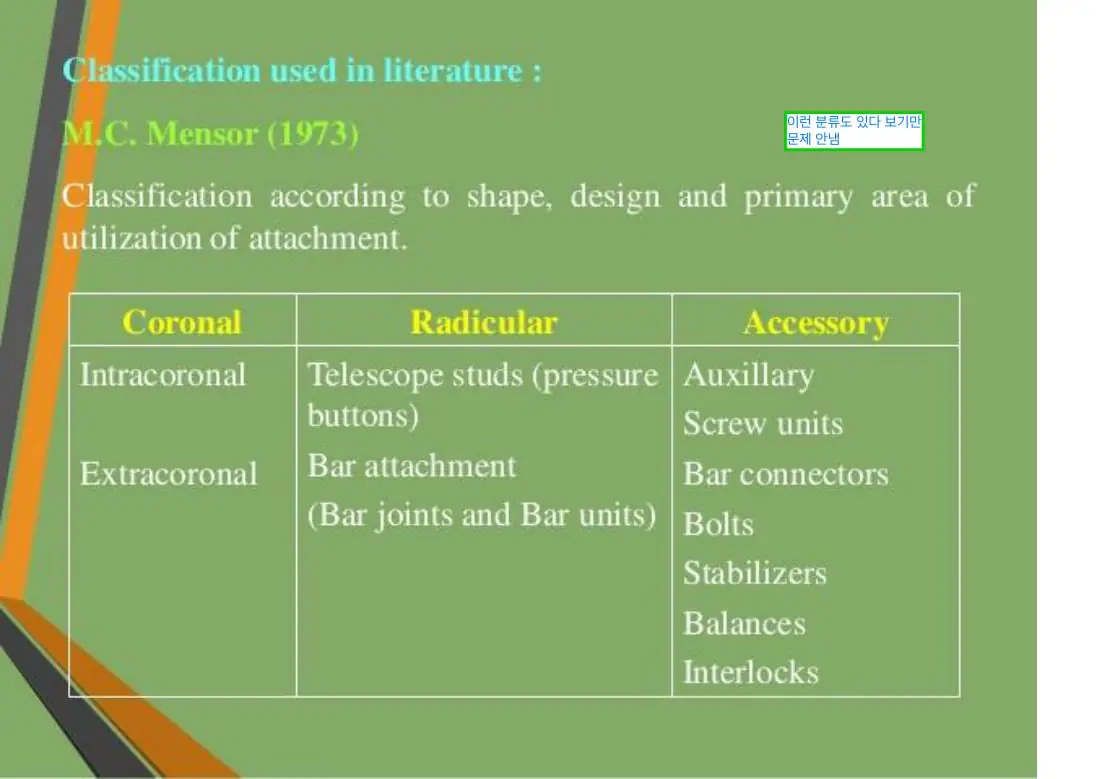 Classification used in literature :
M.C. Mensor (1973)
이런 분류도 있다 보기만
문제 안냄
Classification according to shape, design and primary area of
utilization of attachment.
Coronal
Radicular
Accessory
Intracoronal
Extracoronal
Telescope studs (pressure
buttons)
Bar attachment
(Bar joints and Bar units)
Auxillary
Screw units
Bar connectors
Bolts
Stabilizers
Balances
Interlocks